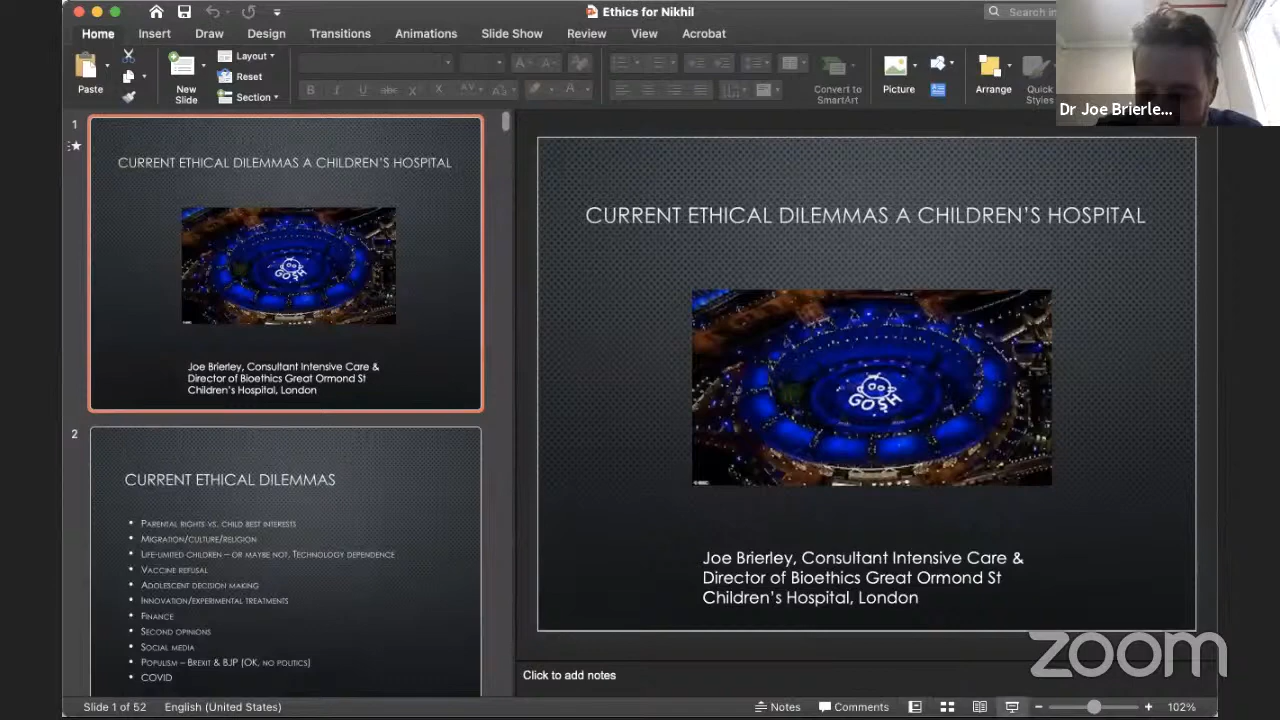 Ethics for Nikhil
Search in
Home Insert Draw Design Transitions Animations Slide Show Review View Acrobat
Paste
New
Slide
Layout
Reset
Section
Convert to
SmartArt
Picture
Arrange
Quick
Styles
Dr Joe Brierle...
1
CURRENT ETHICAL DILEMMAS A CHILDREN'S HOSPITAL
GOSH
Joe Brierley, Consultant Intensive Care &
Director of Bioethics Great Ormond St
Children's Hospital, London
2
CURRENT ETHICAL DILEMMAS
• PARENTAL RIGHTS VS. CHILD BEST INTERESTS
• MIGRATION/CULTURE/RELIGION
• LIFE-LIMITED CHILDREN – OR MAYBE NOT, TECHNOLOGY DEPENDENCE
• VACCINE REFUSAL
• ADOLESCENT DECISION MAKING
• INNOVATION/EXPERIMENTAL TREATMENTS
• FINANCE
• SECOND OPINIONS
• SOCIAL MEDIA
• POPULISM – BREXIT & BJP (OK, NO POLITICS)
• COVID
CURRENT ETHICAL DILEMMAS A CHILDREN'S HOSPITAL
GOSH
Joe Brierley, Consultant Intensive Care &
Director of Bioethics Great Ormond St
Children's Hospital, London
zoom
Click to add notes
Slide 1 of 52 English (United States) Notes Comments 102%